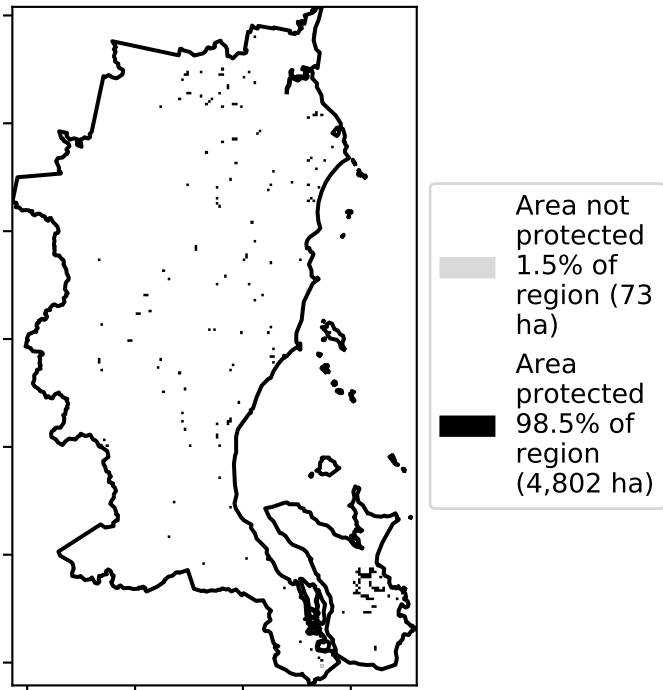 Area not
protected
1.5% of
region (73
ha)
Area
protected
98.5% of
region
(4,802 ha)